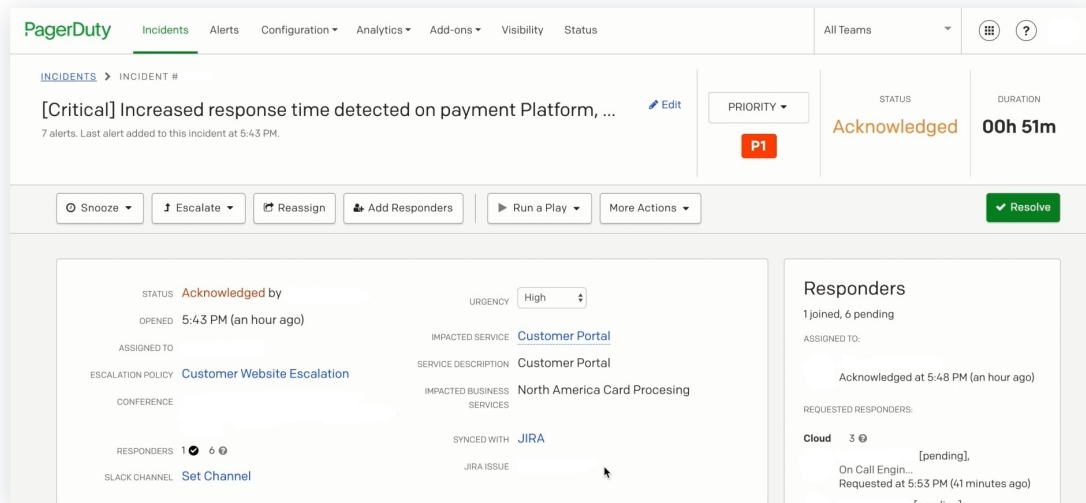 PagerDuty Incidents Alerts Configuration Analytics Add-ons Visibility Status All Teams ?
INCIDENTS > INCIDENT #
[Critical] Increased response time detected on payment Platform, ...
Edit
7 alerts. Last alert added to this incident at 5:43 PM.
PRIORITY
P1
STATUS
Acknowledged
DURATION
00h 51m
Snooze Escalate Reassign Add Responders Run a Play More Actions Resolve
STATUS Acknowledged by
OPENED 5:43 PM (an hour ago)
ASSIGNED TO
ESCALATION POLICY Customer Website Escalation
CONFERENCE
RESPONDERS 1 6 ?
SLACK CHANNEL Set Channel
URGENCY High
IMPACTED SERVICE Customer Portal
SERVICE DESCRIPTION Customer Portal
IMPACTED BUSINESS SERVICES North America Card Procesing
SYNCED WITH JIRA
JIRA ISSUE
Responders
1 joined, 6 pending
ASSIGNED TO:
Acknowledged at 5:48 PM (an hour ago)
REQUESTED RESPONDERS:
Cloud 3 ?
[pending],
On Call Engin...
Requested at 5:53 PM (41 minutes ago)